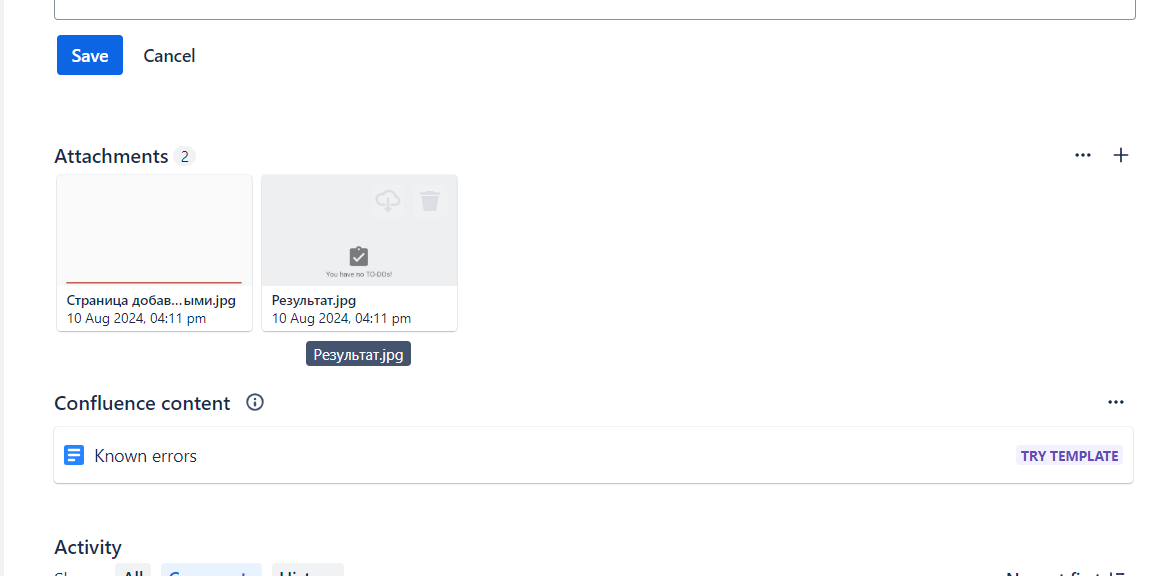 Save Cancel
Attachments 2
You have no TO-DOs!
Страница добав...ыми.jpg
10 Aug 2024, 04:11 pm
Результат.jpg
10 Aug 2024, 04:11 pm
Результат.jpg
Confluence content
Known errors TRY TEMPLATE
Activity
All